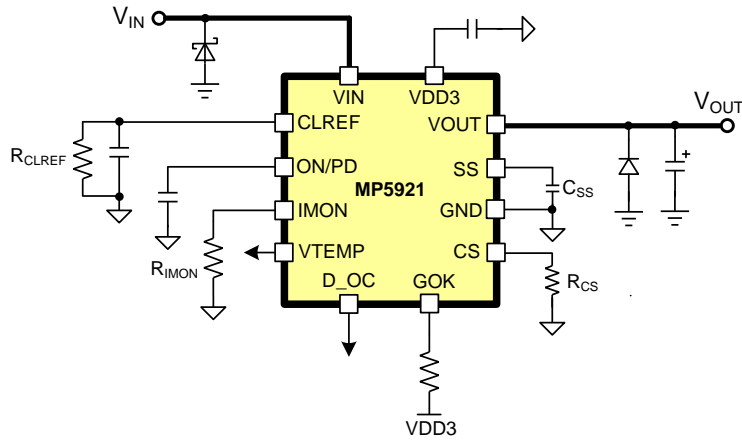 VIN
VIN
VDD3
CLREF
VOUT
VOUT
RCLREF
ON/PD
SS
CSS
MP5921
IMON
GND
RIMON
VTEMP
CS
RCS
D_OC
GOK
VDD3